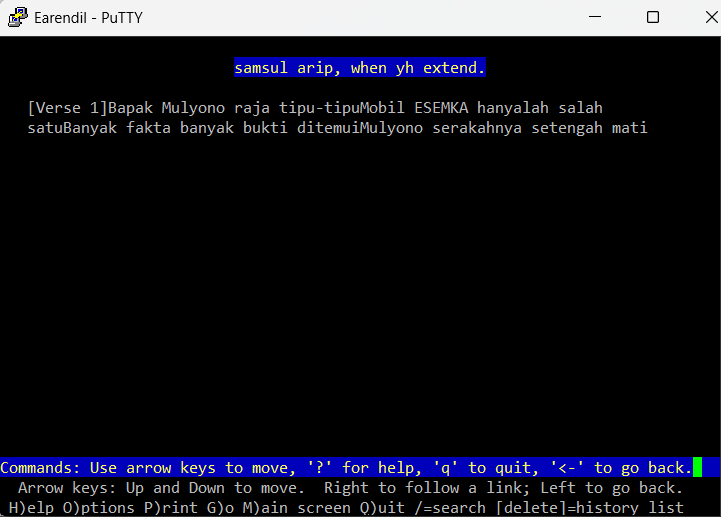 Earendil - PuTTY
samsul arip, when yh extend.
[Verse 1]Bapak Mulyono raja tipu-tipuMobil ESEMKA hanyalah salah
satuBanyak fakta banyak bukti ditemuiMulyono serakahnya setengah mati
Commands: Use arrow keys to move, '?' for help, 'q' to quit, '<-' to go back.
Arrow keys: Up and Down to move.  Right to follow a link; Left to go back.
H)elp O)ptions P)rint G)o M)ain screen Q)uit /=search [delete]=history list